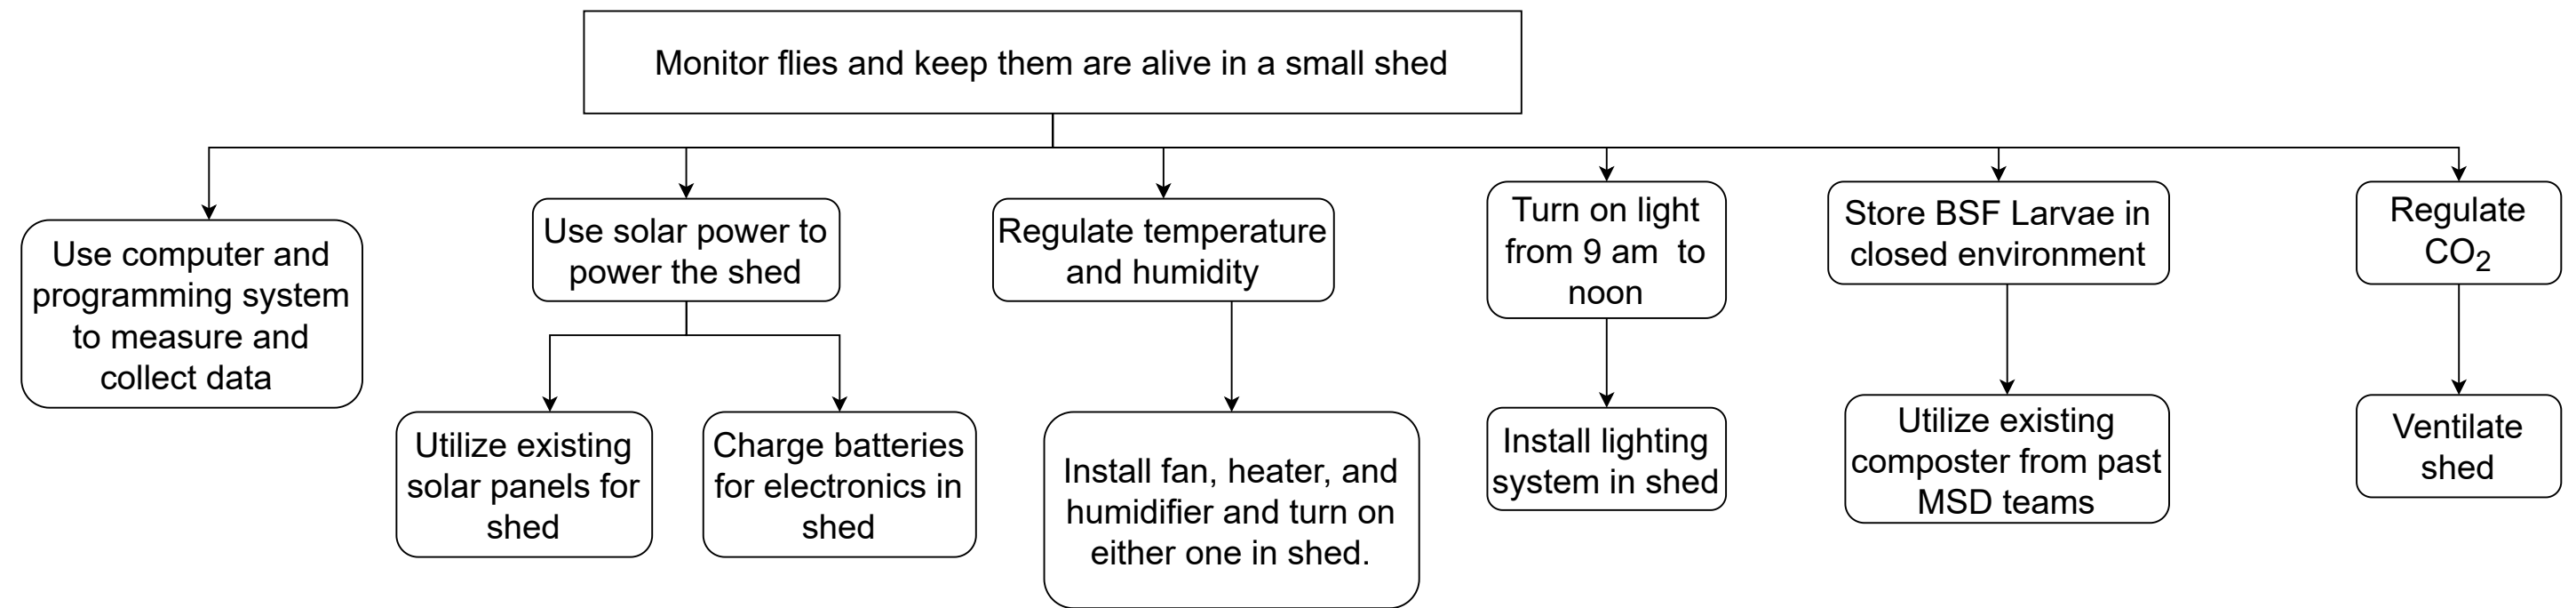 Monitor flies and keep them are alive in a small shed
Use computer and
programming system
to measure and
collect data
Use solar power to
power the shed
Regulate temperature
and humidity
Turn on light
from 9 am  to
noon
Store BSF Larvae in
closed environment
Regulate
CO₂
Utilize existing
solar panels for
shed
Charge batteries
for electronics in
shed
Install fan, heater, and
humidifier and turn on
either one in shed.
Install lighting
system in shed
Utilize existing
composter from past
MSD teams
Ventilate
shed